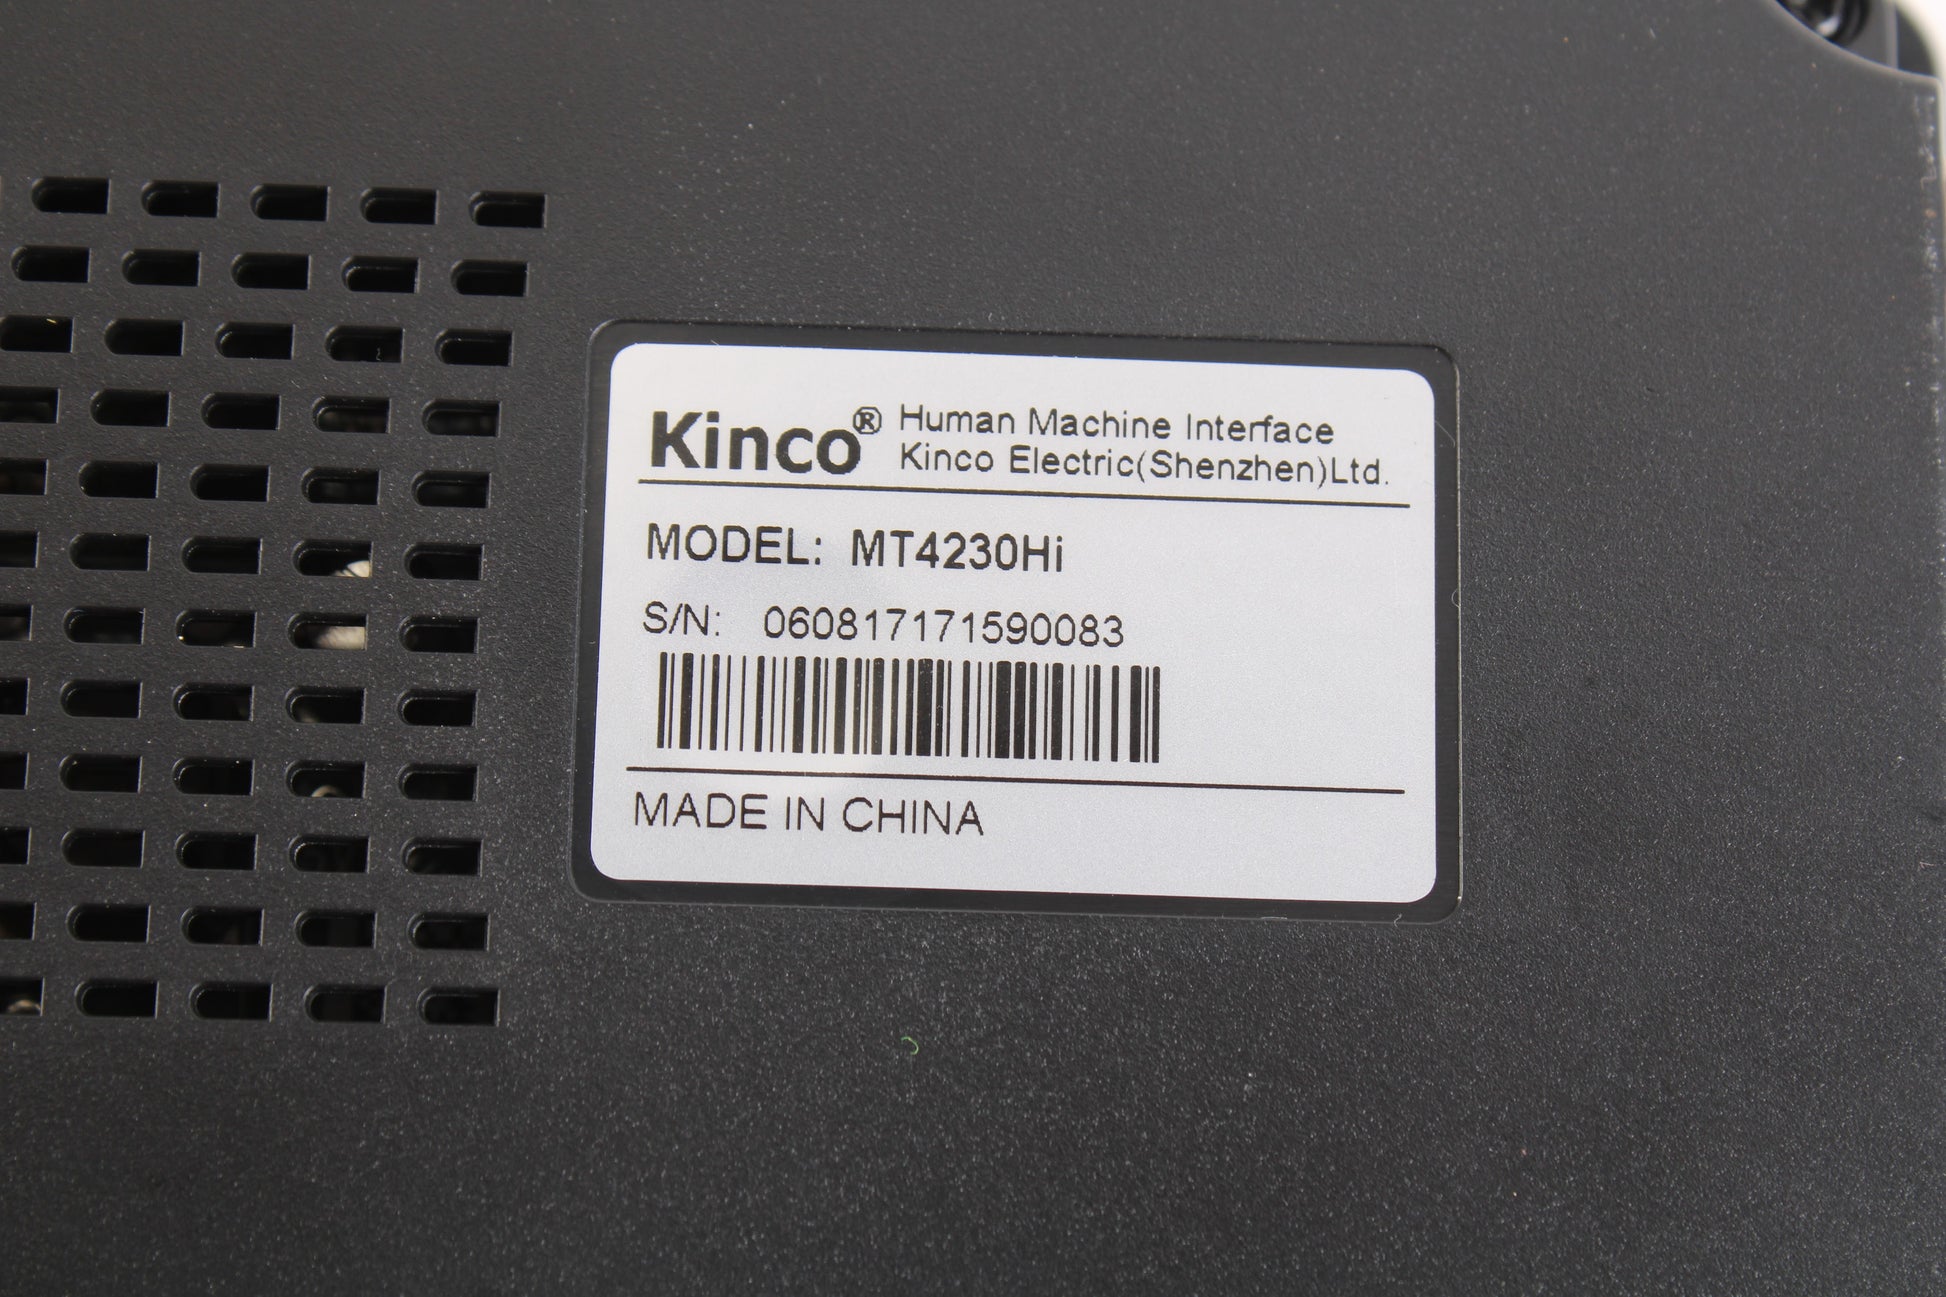 Kinco® Human Machine Interface
Kinco Electric(Shenzhen)Ltd.
MODEL: MT4230Hi
S/N: 060817171590083
MADE IN CHINA